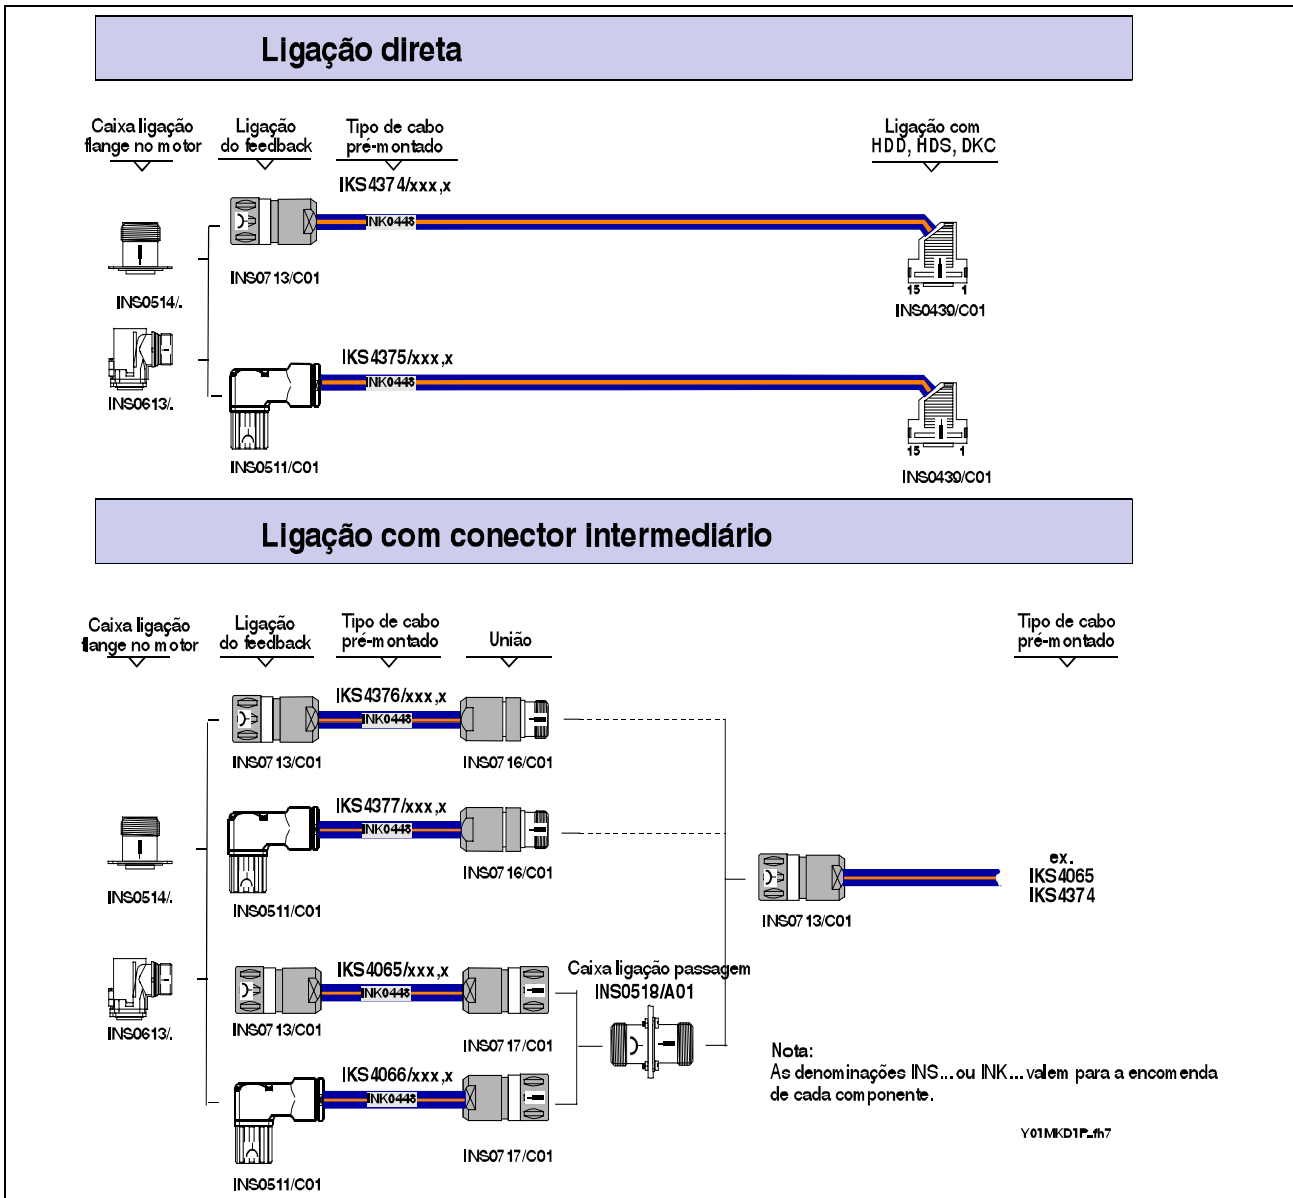 Ligação direta
Caixa ligação
flange no motor
Ligação
do feedback
Tipo de cabo
pré-montado
Ligação com
HDD, HDS, DKC
IKS4374/xxx,x
INK0448
INS0713/C01
INS0514/.
15 1
INS0439/C01
IKS4375/xxx,x
INK0448
INS0613/.
INS0511/C01
15 1
INS0439/C01
Ligação com conector intermediário
Caixa ligação
flange no motor
Ligação
do feedback
Tipo de cabo
pré-montado
União
Tipo de cabo
pré-montado
IKS4376/xxx,x
INK0448
INS0713/C01
INS0716/C01
IKS4377/xxx,x
INK0448
INS0716/C01
INS0514/.
INS0511/C01
ex.
IKS4065
IKS4374
INS0713/C01
IKS4065/xxx,x
INK0448
Caixa ligação passagem
INS0518/A01
INS0613/.
INS0713/C01
INS0717/C01
IKS4066/xxx,x
INK0448
Nota:
As denominações INS... ou INK... valem para a encomenda
de cada componente.
INS0717/C01
INS0511/C01
Y01MKD1P_fh7